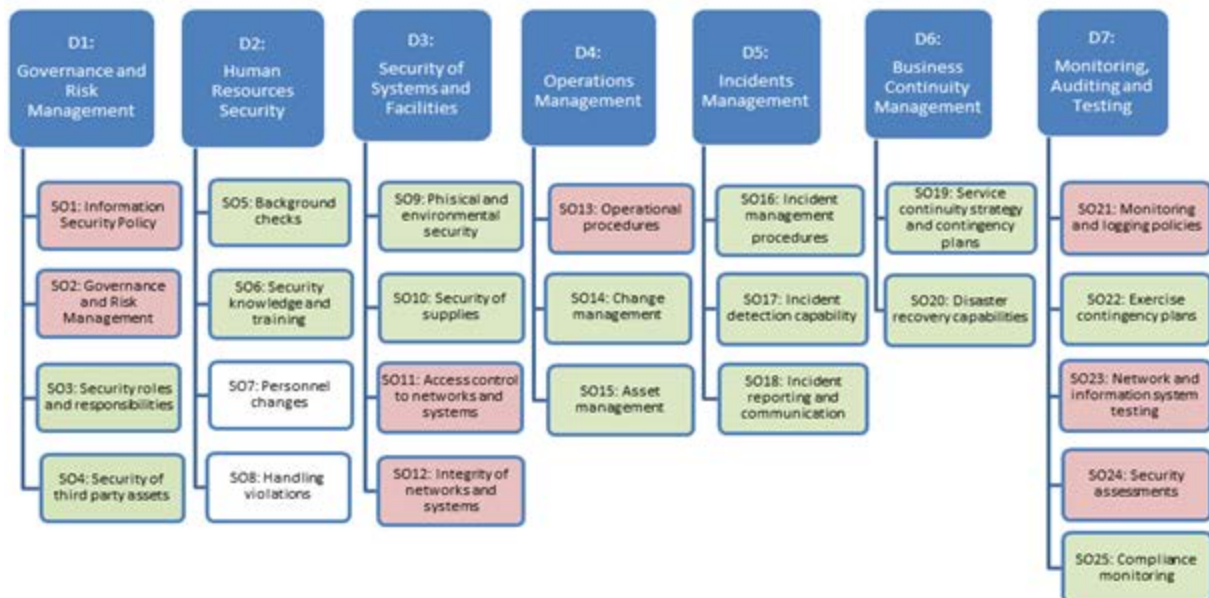 D1:
Governance and
Risk
Management
D2:
Human
Resources
Security
D3:
Security of
Systems and
Facilities
D4:
Operations
Management
D5:
Incidents
Management
D6:
Business
Continuity
Management
D7:
Monitoring,
Auditing and
Testing
SO1: Information
Security Policy
SO2: Governance
and Risk
Management
SO3: Security roles
and responsibilities
SO4: Security of
third party assets
SO5: Background
checks
SO6: Security
knowledge and
training
SO7: Personnel
changes
SO8: Handling
violations
SO9: Phisical and
environmental
security
SO10: Security of
supplies
SO11: Access control
to networks and
systems
SO12: Integrity of
networks and
systems
SO13: Operational
procedures
SO14: Change
management
SO15: Asset
management
SO16: Incident
management
procedures
SO17: Incident
detection capability
SO18: Incident
reporting and
communication
SO19: Service
continuity strategy
and contingency
plans
SO20: Disaster
recovery capabilities
SO21: Monitoring
and logging policies
SO22: Exercise
contingency plans
SO23: Network and
information system
testing
SO24: Security
assessments
SO25: Compliance
monitoring